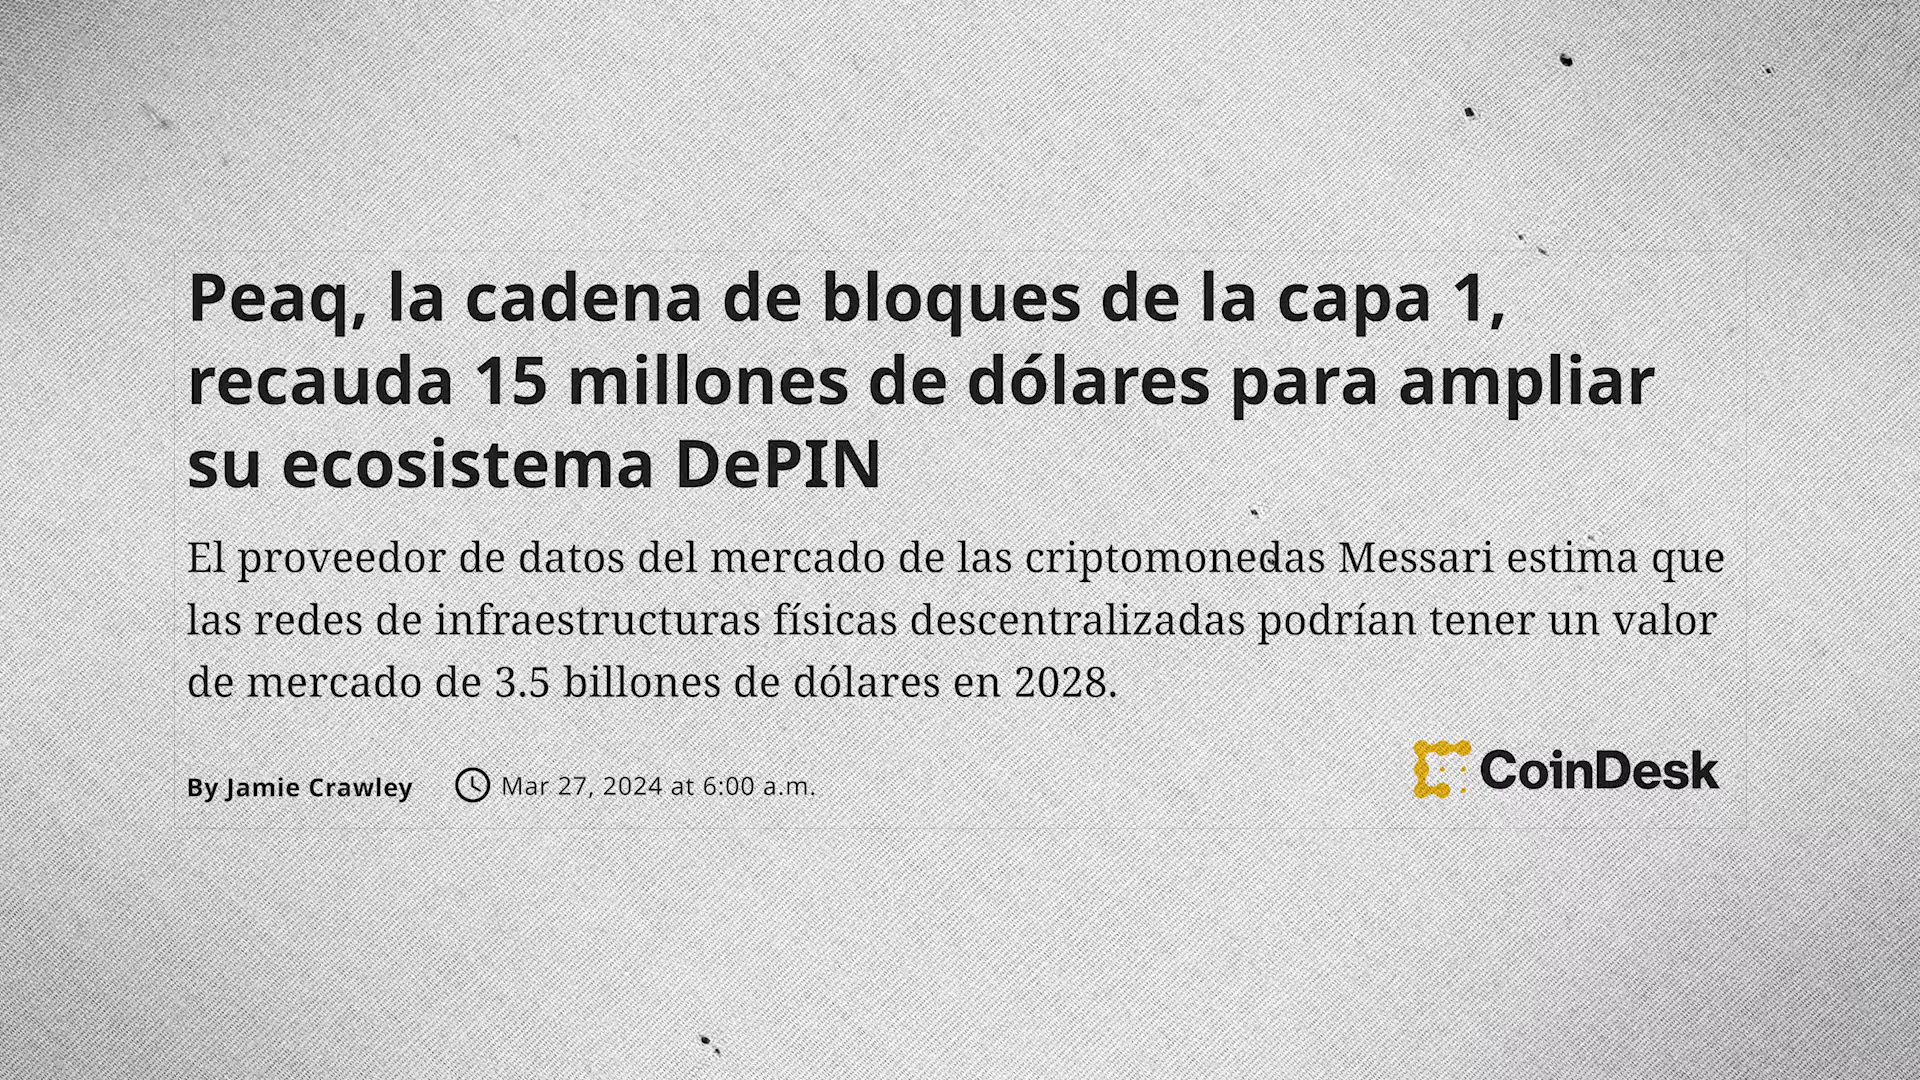 Peaq, la cadena de bloques de la capa 1,
recauda 15 millones de dólares para ampliar
su ecosistema DePIN
El proveedor de datos del mercado de las criptomonedas Messari estima que
las redes de infraestructuras físicas descentralizadas podrían tener un valor
de mercado de 3.5 billones de dólares en 2028.
By Jamie Crawley Mar 27, 2024 at 6:00 a.m.
CoinDesk